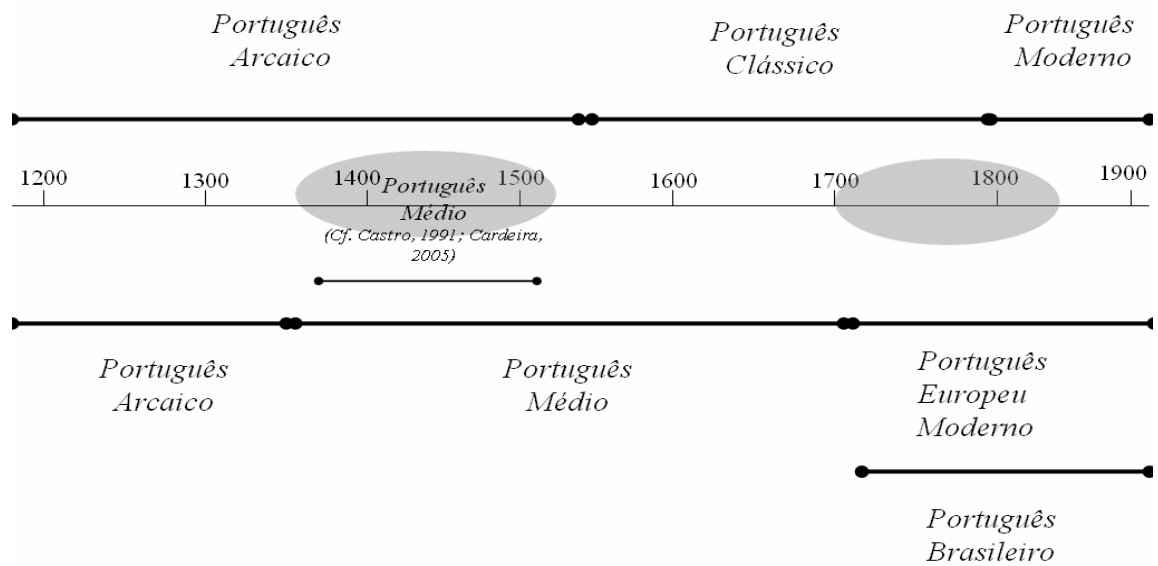 Português
Arcaico
Português
Clássico
Português
Moderno
1200
1300
1400
1500
1600
1700
1800
1900
Português
Médio
(Cf. Castro, 1991; Cardeira,
2005)
Português
Arcaico
Português
Médio
Português
Europeu
Moderno
Português
Brasileiro